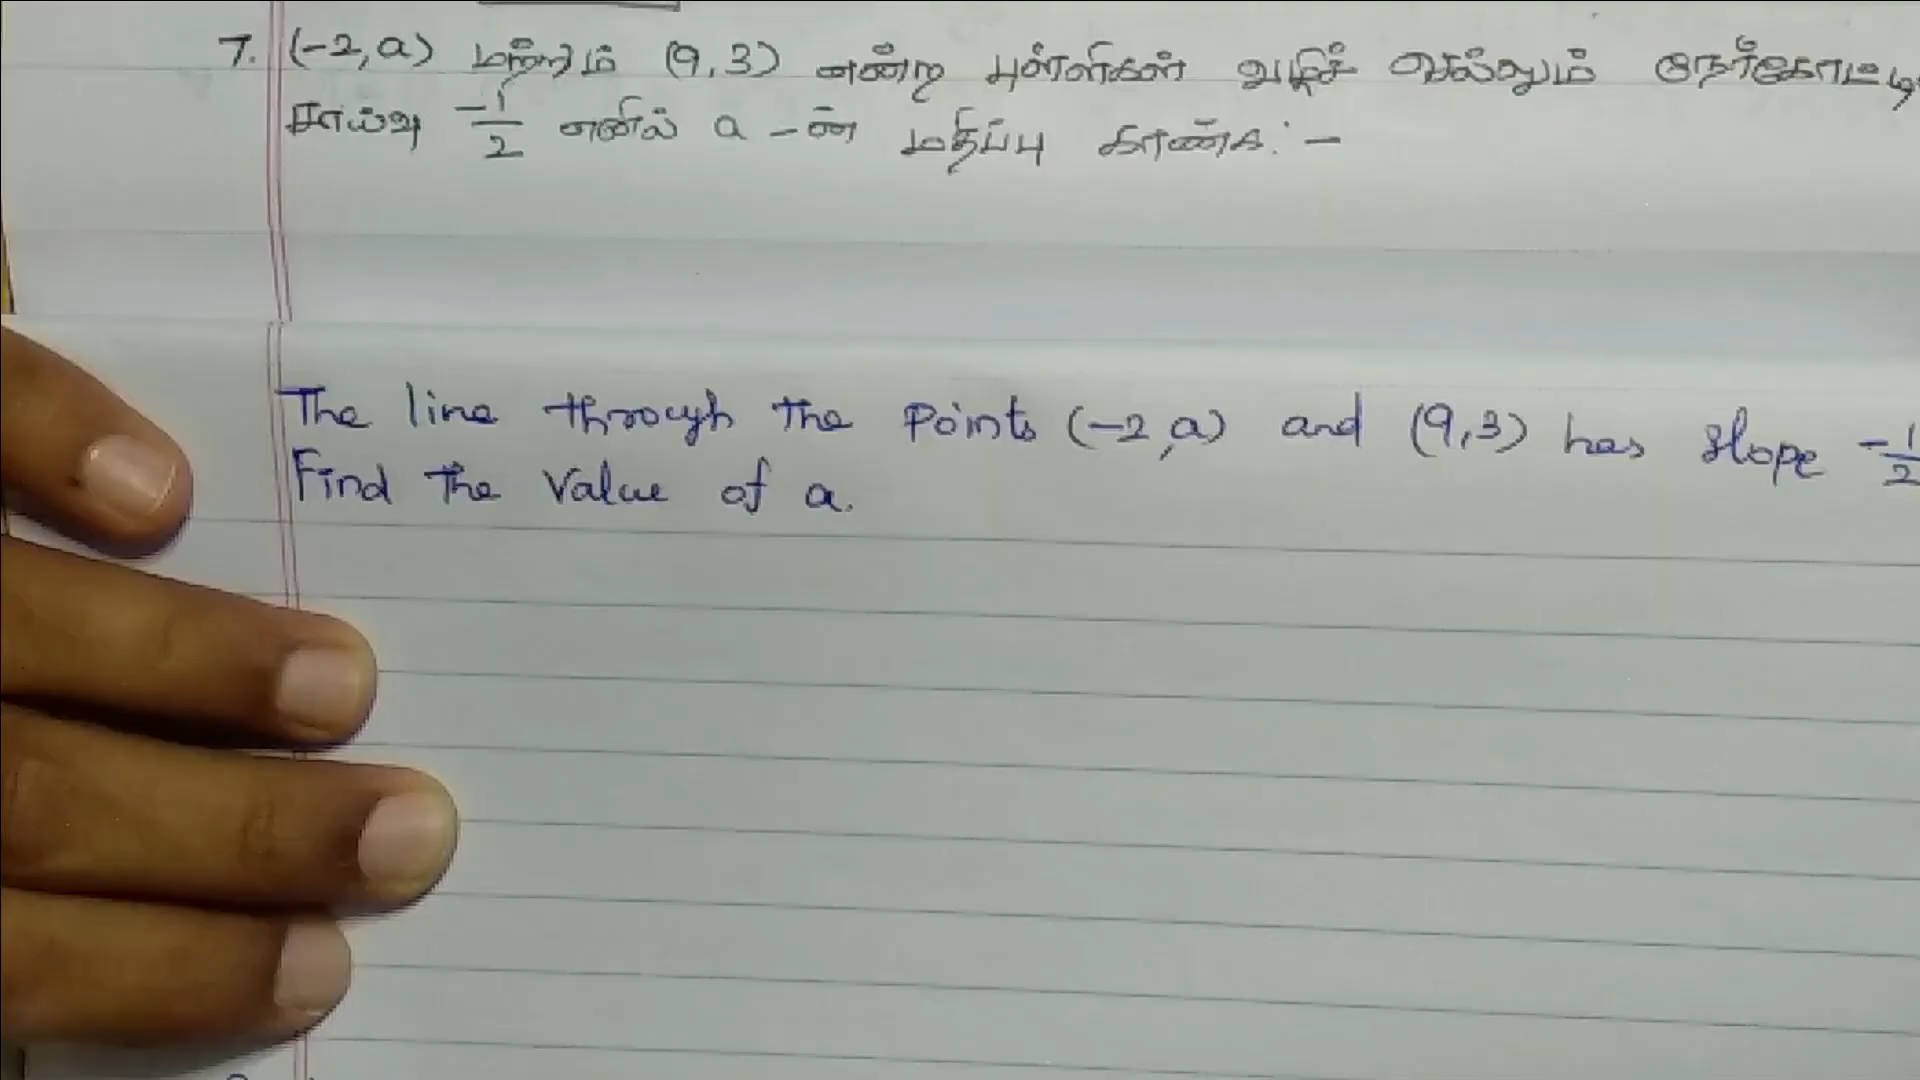 7. (-2, a) மற்றும் (9, 3) என்ற புள்ளிகள் வழிச் செல்லும்
சாய்வு -1/2 எனில் a -ன் மதிப்பு காண்க:-
The line through the Points (-2, a) and (9, 3) has slope -1/2
Find the Value of a.